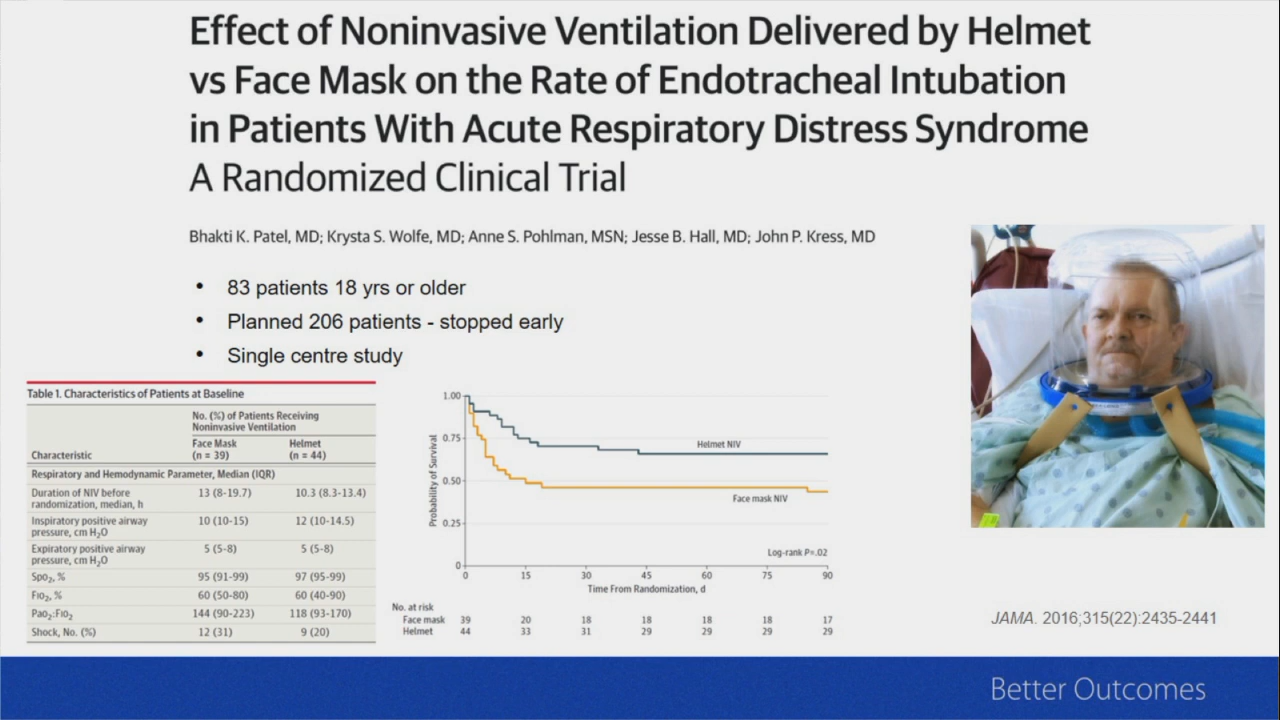 Effect of Noninvasive Ventilation Delivered by Helmet
vs Face Mask on the Rate of Endotracheal Intubation
in Patients With Acute Respiratory Distress Syndrome
A Randomized Clinical Trial
Bhakti K. Patel, MD; Krysta S. Wolfe, MD; Anne S. Pohlman, MSN; Jesse B. Hall, MD; John P. Kress, MD
• 83 patients 18 yrs or older
• Planned 206 patients - stopped early
• Single centre study
Table 1. Characteristics of Patients at Baseline
No. (%) of Patients Receiving
Noninvasive Ventilation
Face Mask Helmet
Characteristic (n = 39) (n = 44)
Respiratory and Hemodynamic Parameter, Median (IQR)
Duration of NIV before 13 (8-19.7) 10.3 (8.3-13.4)
randomization, median, h
Inspiratory positive airway 10 (10-15) 12 (10-14.5)
pressure, cm H2O
Expiratory positive airway 5 (5-8) 5 (5-8)
pressure, cm H2O
Spo2, % 95 (91-99) 97 (95-99)
Fio2, % 60 (50-80) 60 (40-90)
Pao2:Fio2 144 (90-223) 118 (93-170)
Shock, No. (%) 12 (31) 9 (20)
Probability of Survival
1.00
0.75
0.50
0.25
0
Helmet NIV
Face mask NIV
Log-rank P=.02
0 15 30 45 60 75 90
Time From Randomization, d
No. at risk
Face mask 39 20 18 18 18 18 17
Helmet 44 33 31 29 29 29 29
JAMA. 2016;315(22):2435-2441
Better Outcomes